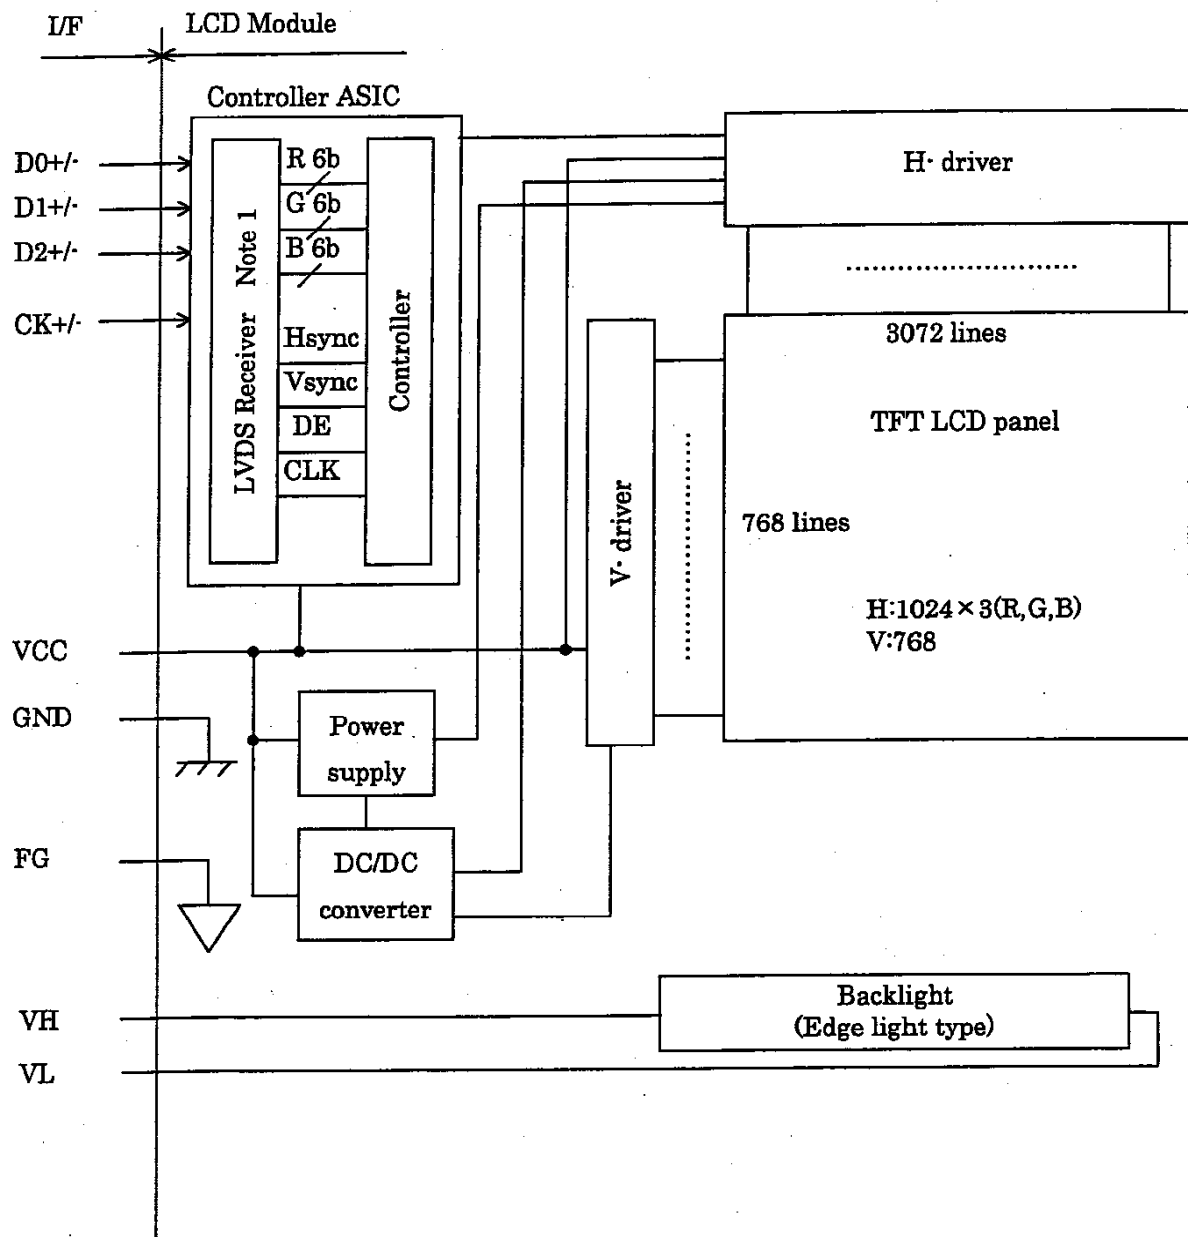 I/F
LCD Module
Controller ASIC
D0+/-
D1+/-
D2+/-
CK+/-
LVDS Receiver Note 1
R 6b
G 6b
B 6b
Hsync
Vsync
DE
CLK
Controller
H- driver
3072 lines
TFT LCD panel
768 lines
H:1024×3(R,G,B)
V:768
V- driver
VCC
GND
FG
Power
supply
DC/DC
converter
VH
VL
Backlight
(Edge light type)